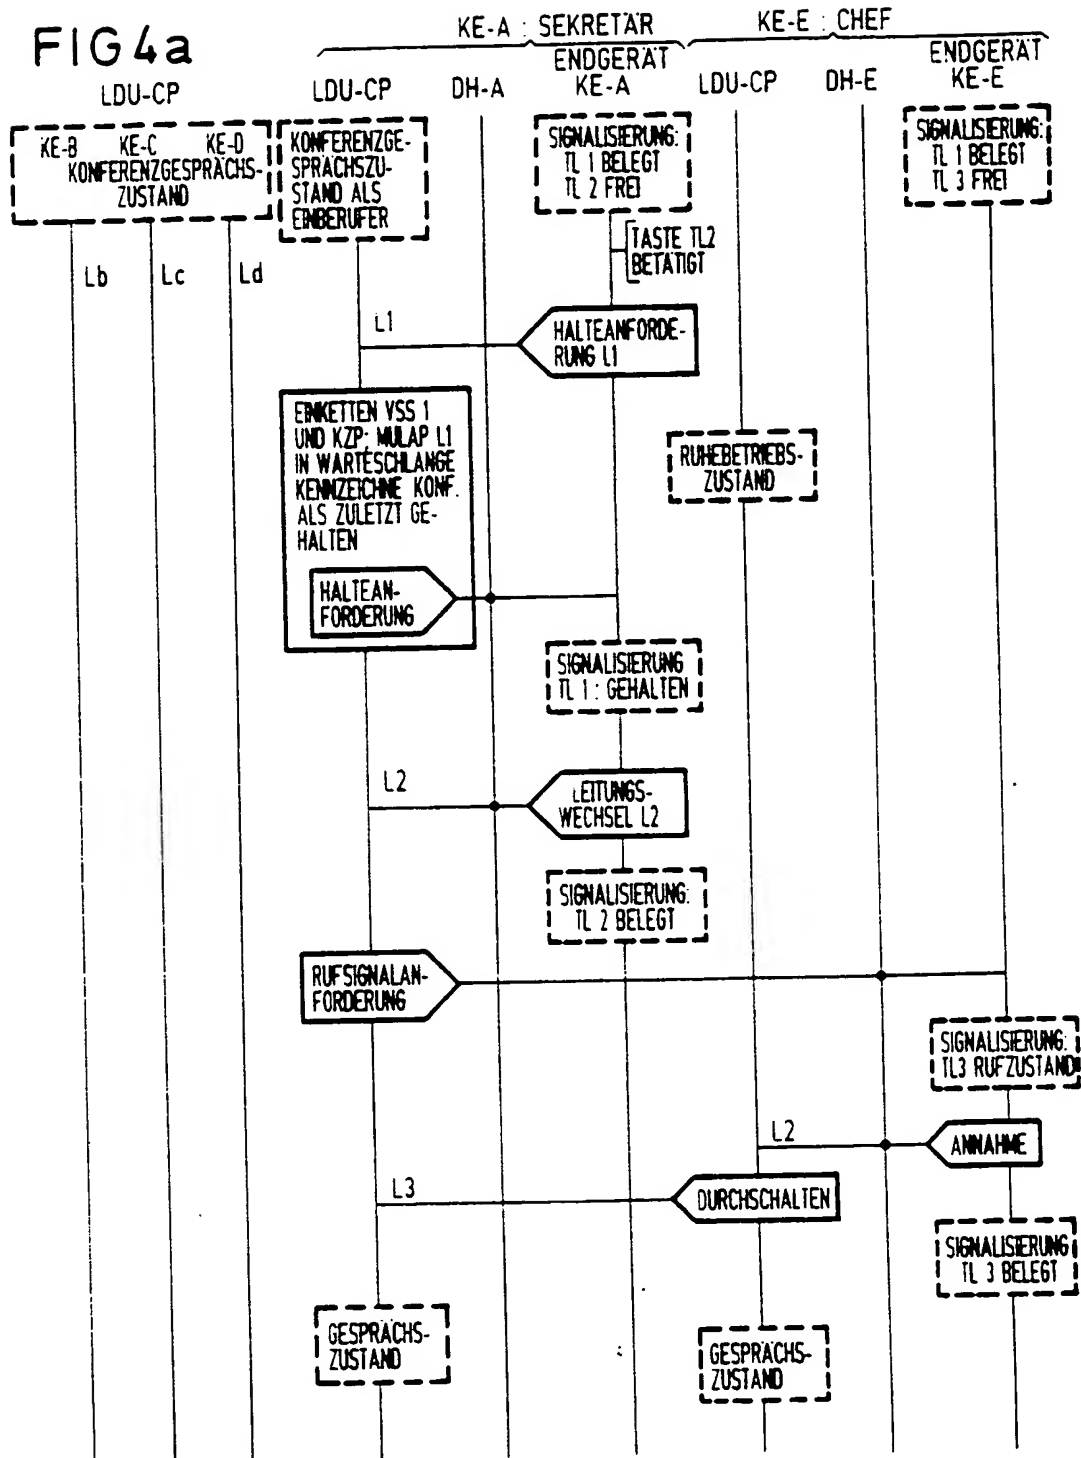 FIG 4a
KE-A : SEKRETÄR
KE-E : CHEF
LDU-CP
LDU-CP
DH-A
ENDGERÄT
KE-A
LDU-CP
DH-E
ENDGERÄT
KE-E
KE-B KE-C KE-D
KONFERENZGESPRÄCHS-
ZUSTAND
KONFERENZGE-
SPRÄCHSZU-
STAND ALS
EINBERUFER
SIGNALISIERUNG:
TL 1 BELEGT
TL 2 FREI
SIGNALISIERUNG:
TL 1 BELEGT
TL 3 FREI
TASTE TL2
BETÄTIGT
Lb
Lc
Ld
L1
HALTEANFORDE-
RUNG L1
EINKETTEN VSS 1
UND KZP; MULAP L1
IN WARTESCHLANGE
KENNZEICHNE KONF.
ALS ZULETZT GE-
HALTEN
RUHEBETRIEBS-
ZUSTAND
HALTEAN-
FORDERUNG
SIGNALISIERUNG
TL 1 : GEHALTEN
L2
LEITUNGS-
WECHSEL L2
SIGNALISIERUNG:
TL 2 BELEGT
RUFSIGNALAN-
FORDERUNG
SIGNALISIERUNG:
TL3 RUFZUSTAND
L2
ANNAHME
L3
DURCHSCHALTEN
SIGNALISIERUNG
TL 3 BELEGT
GESPRÄCHS-
ZUSTAND
GESPRÄCHS-
ZUSTAND